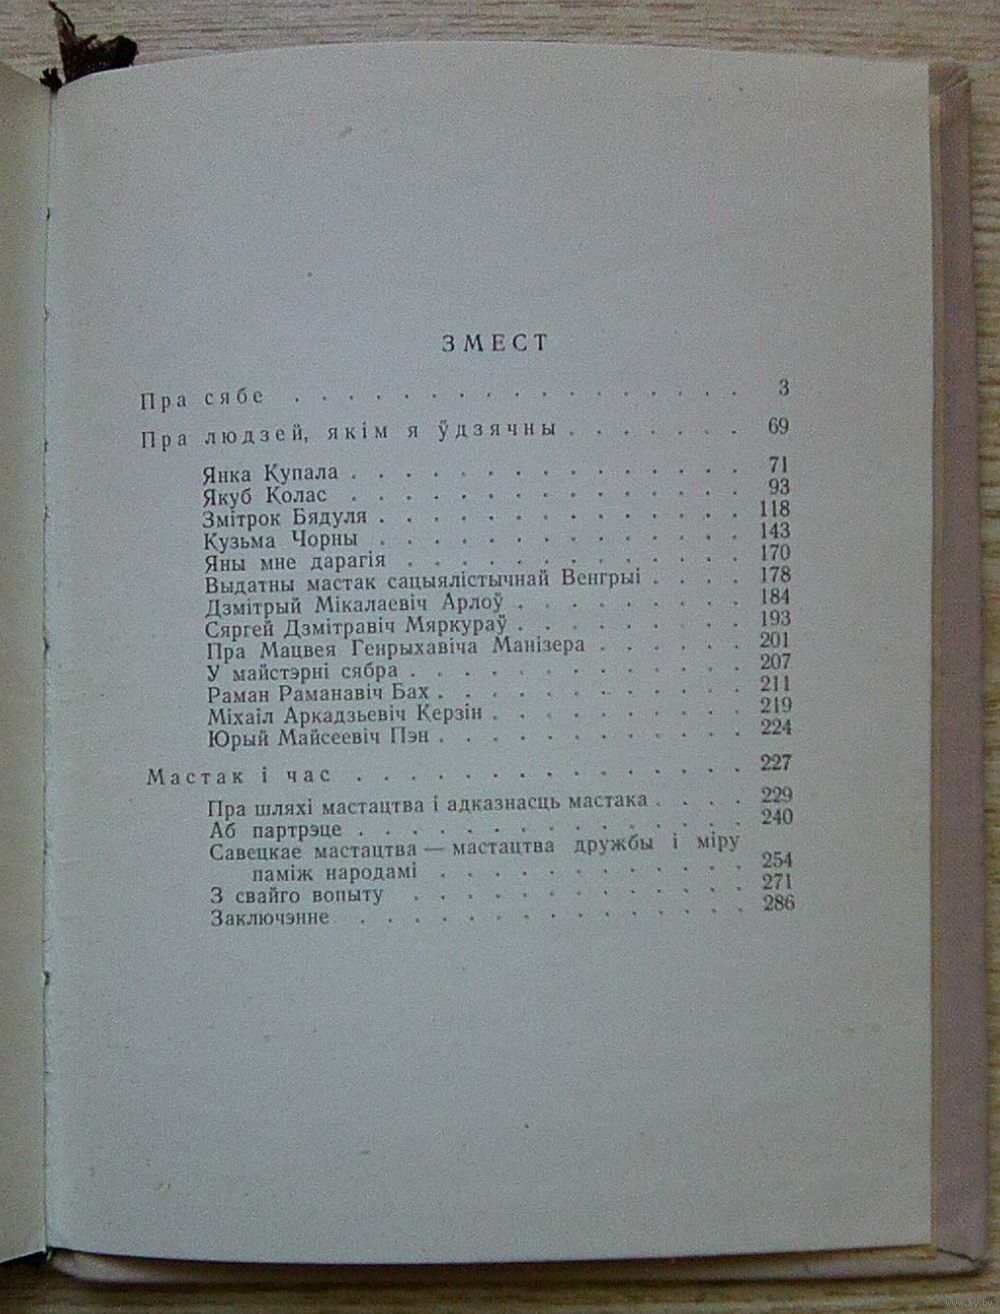 ЗМЕСТ
Пра сябе . . . . . . . . . . . . . . . . . 3
Пра людзей, якім я ўдзячны . . . . . . . 69
Янка Купала . . . . . . . . . . . . . . . 71
Якуб Колас . . . . . . . . . . . . . . . 93
Змітрок Бядуля . . . . . . . . . . . . . . 118
Кузьма Чорны . . . . . . . . . . . . . . 143
Яны мне дарагія . . . . . . . . . . . . . 170
Выдатны мастак сацыялістычнай Венгрыі . . . . 178
Дзмітрый Мікалаевіч Арлоў . . . . . . . . . 184
Сяргей Дзмітравіч Мяркураў . . . . . . . . . 193
Пра Мацвея Генрыхавіча Манізера . . . . . . 201
У майстэрні сябра . . . . . . . . . . . . . 207
Раман Раманавіч Бах . . . . . . . . . . . . 211
Міхаіл Аркадзьевіч Керзін . . . . . . . . . . 219
Юрый Майсеевіч Пэн . . . . . . . . . . . . 224
Мастак і час . . . . . . . . . . . . . . . 227
Пра шляхі мастацтва і адказнасць мастака . . . . 229
Аб партрэце . . . . . . . . . . . . . . . 240
Савецкае мастацтва — мастацтва дружбы і міру
паміж народамі . . . . . . . . . . . . 254
З свайго вопыту . . . . . . . . . . . . . 271
Заключэнне . . . . . . . . . . . . . . . 286
www.ay.by